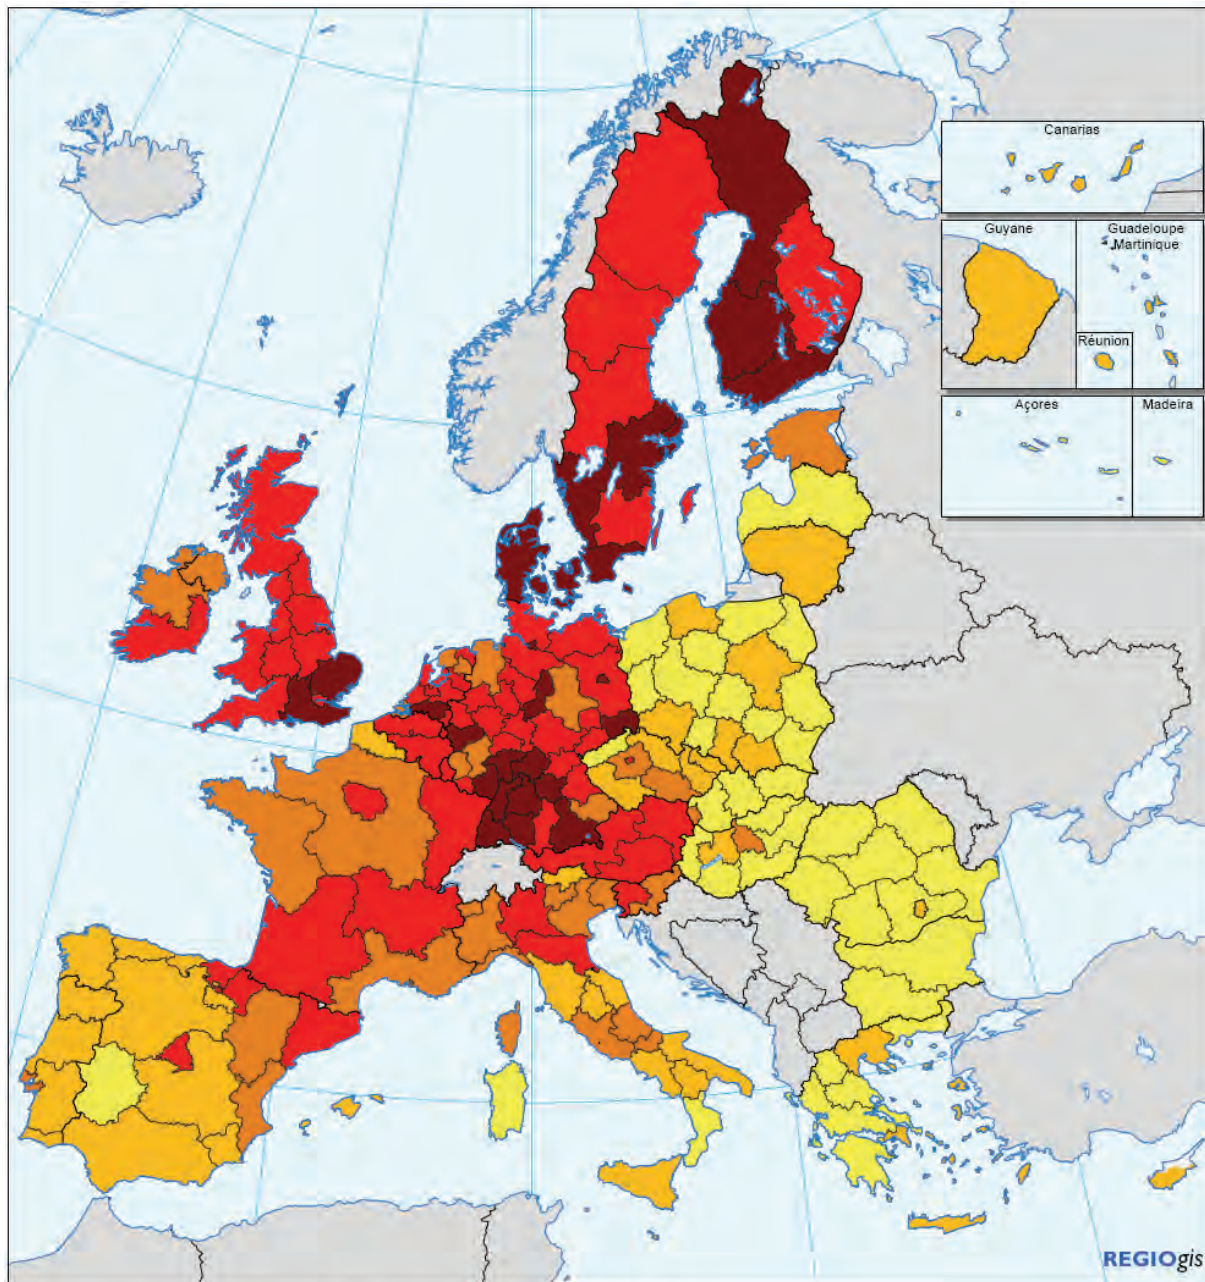 Canarias
Guyane
Guadeloupe
Martinique
Réunion
Açores
Madeira
REGIOgis